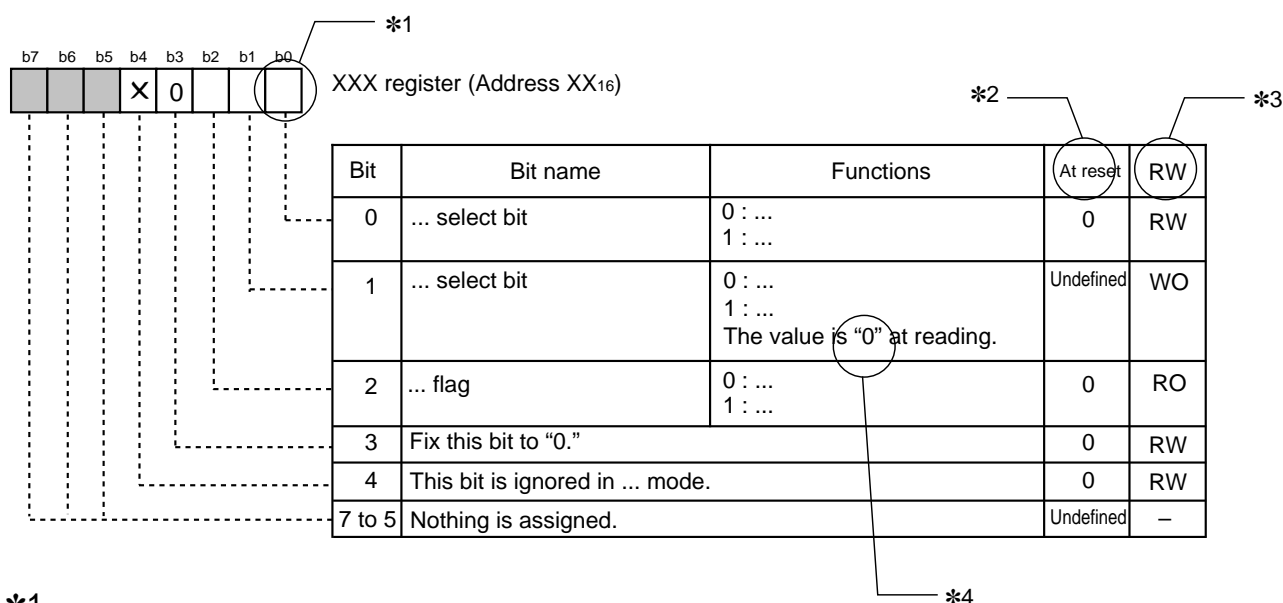 ✽1
b7 b6 b5 b4 b3 b2 b1 b0
X 0
XXX register (Address XX16)
✽2
✽3
Bit Bit name Functions At reset RW
0 ... select bit 0 : ... 0 RW
1 : ...
1 ... select bit 0 : ... Undefined WO
1 : ...
The value is “0” at reading.
2 ... flag 0 : ... 0 RO
1 : ...
3 Fix this bit to “0.” 0 RW
4 This bit is ignored in ... mode. 0 RW
7 to 5 Nothing is assigned. Undefined –
✽4
✽1